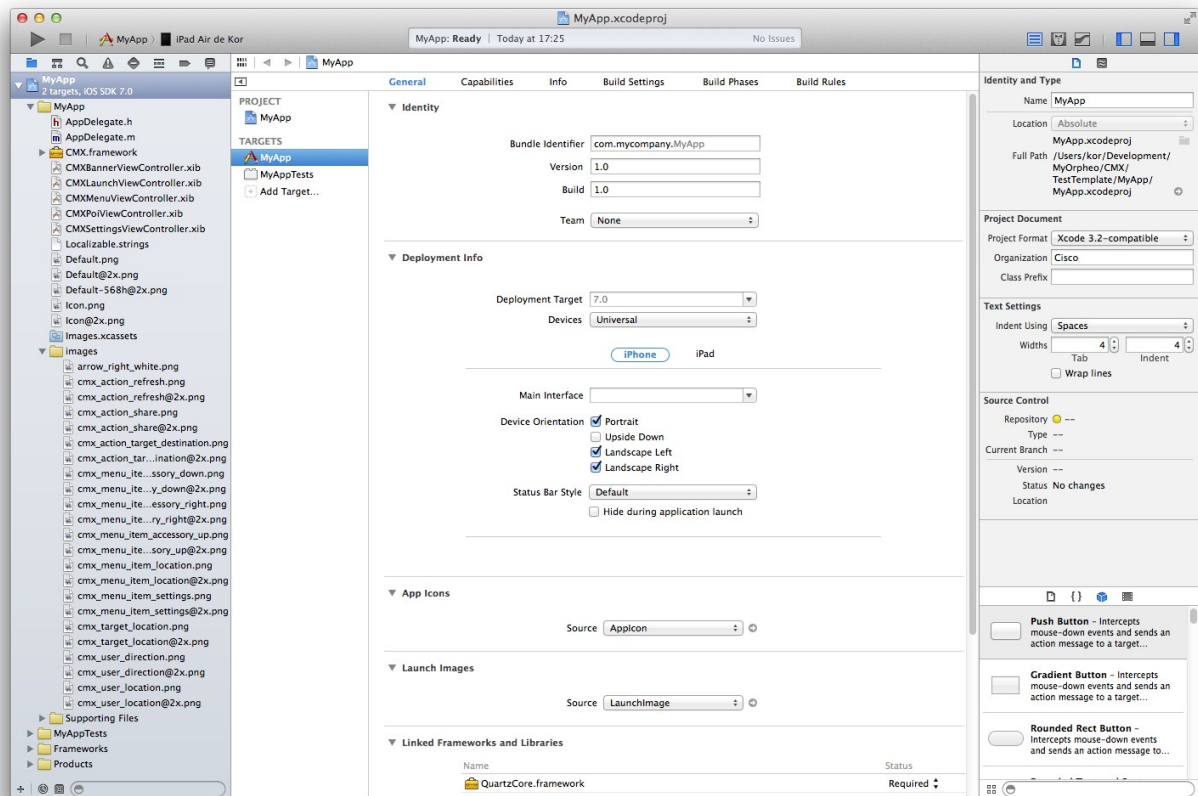 MyApp.xcodeproj
MyApp
iPad Air de Kor
MyApp: Ready | Today at 17:25
No Issues
MyApp
2 targets, iOS SDK 7.0
MyApp
AppDelegate.h
AppDelegate.m
CMX.framework
CMXBannerViewController.xib
CMXLaunchViewController.xib
CMXMenuViewController.xib
CMXPoiViewController.xib
CMXSettingsViewController.xib
Localizable.strings
Default.png
Default@2x.png
Default-568h@2x.png
Icon.png
Icon@2x.png
Images.xcassets
images
arrow_right_white.png
cmx_action_refresh.png
cmx_action_refresh@2x.png
cmx_action_share.png
cmx_action_share@2x.png
cmx_action_target_destination.png
cmx_action_tar...ination@2x.png
cmx_menu_ite...ssory_down.png
cmx_menu_ite...y_down@2x.png
cmx_menu_ite...essory_right.png
cmx_menu_ite...ry_right@2x.png
cmx_menu_item_accessory_up.png
cmx_menu_ite...sory_up@2x.png
cmx_menu_item_location.png
cmx_menu_item_location@2x.png
cmx_menu_item_settings.png
cmx_menu_item_settings@2x.png
cmx_target_location.png
cmx_target_location@2x.png
cmx_user_direction.png
cmx_user_direction@2x.png
cmx_user_location.png
cmx_user_location@2x.png
Supporting Files
MyAppTests
Frameworks
Products
MyApp
PROJECT
MyApp
TARGETS
MyApp
MyAppTests
Add Target...
General Capabilities Info Build Settings Build Phases Build Rules
Identity
Bundle Identifier com.mycompany.MyApp
Version 1.0
Build 1.0
Team None
Deployment Info
Deployment Target 7.0
Devices Universal
iPhone iPad
Main Interface
Device Orientation Portrait
Upside Down
Landscape Left
Landscape Right
Status Bar Style Default
Hide during application launch
App Icons
Source AppIcon
Launch Images
Source LaunchImage
Linked Frameworks and Libraries
Name Status
QuartzCore.framework Required
Identity and Type
Name MyApp
Location Absolute
MyApp.xcodeproj
Full Path /Users/kor/Development/
MyOrpheo/CMX/
TestTemplate/MyApp/
MyApp.xcodeproj
Project Document
Project Format Xcode 3.2-compatible
Organization Cisco
Class Prefix
Text Settings
Indent Using Spaces
Widths 4 4
Tab Indent
Wrap lines
Source Control
Repository --
Type --
Current Branch --
Version --
Status No changes
Location
{ }
Push Button - Intercepts
mouse-down events and sends an
action message to a target...
Gradient Button - Intercepts
mouse-down events and sends an
action message to a target...
Rounded Rect Button -
Intercepts mouse-down events
and sends an action message to...